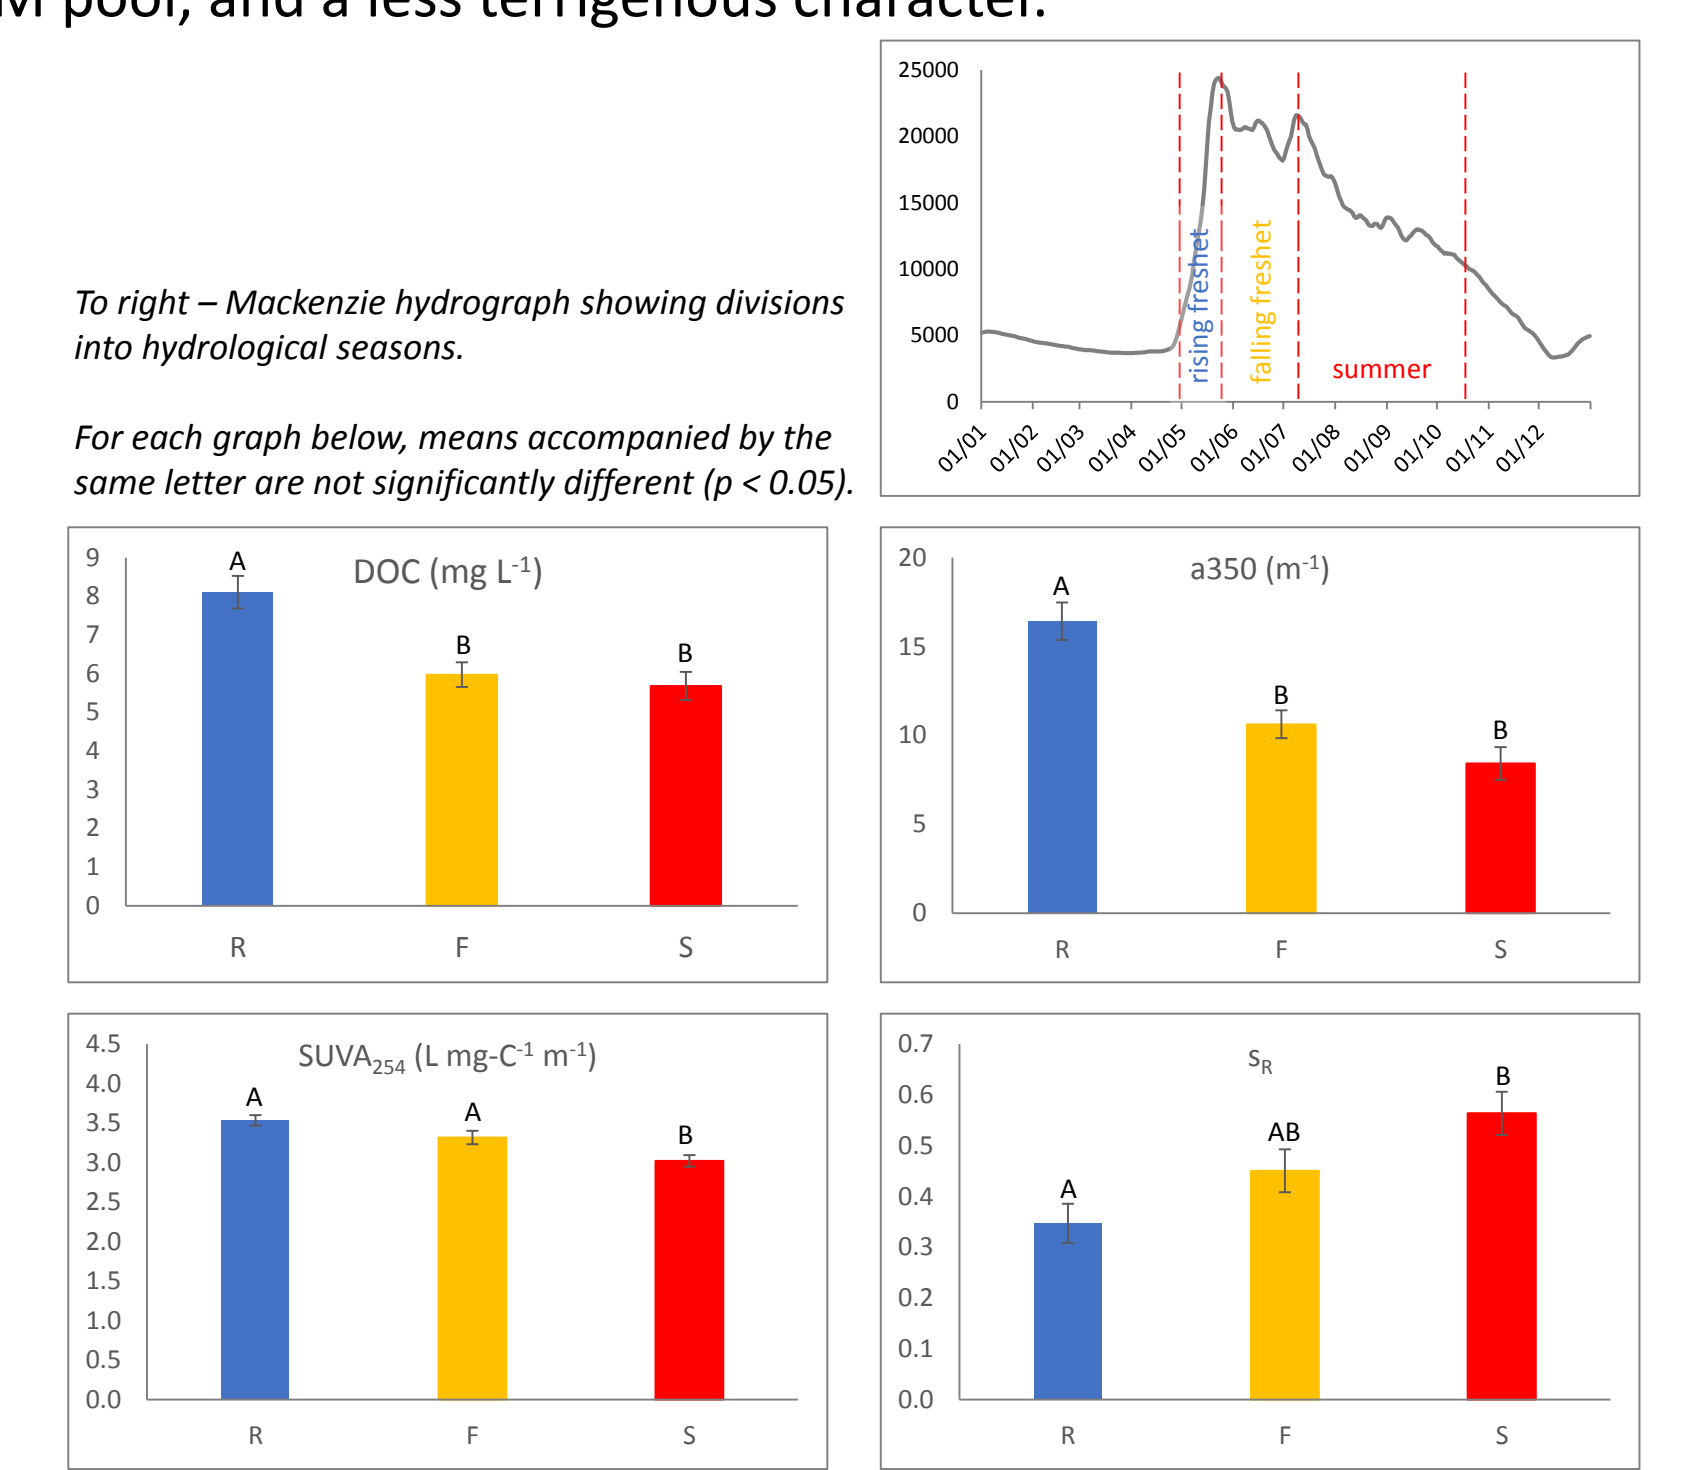 M pool, and a less terrigenous character.
To right – Mackenzie hydrograph showing divisions
into hydrological seasons.
For each graph below, means accompanied by the
same letter are not significantly different (p < 0.05).
25000
20000
15000
10000
5000
0
rising freshet
falling freshet
summer
01/01
01/02
01/03
01/04
01/05
01/06
01/07
01/08
01/09
01/10
01/11
01/12
DOC (mg L⁻¹)
9
8
7
6
5
4
3
2
1
0
A
B
B
R
F
S
a350 (m⁻¹)
20
15
10
5
0
A
B
B
R
F
S
SUVA₂₅₄ (L mg-C⁻¹ m⁻¹)
4.5
4.0
3.5
3.0
2.5
2.0
1.5
1.0
0.5
0.0
A
A
B
R
F
S
S_R
0.7
0.6
0.5
0.4
0.3
0.2
0.1
0.0
A
AB
B
R
F
S